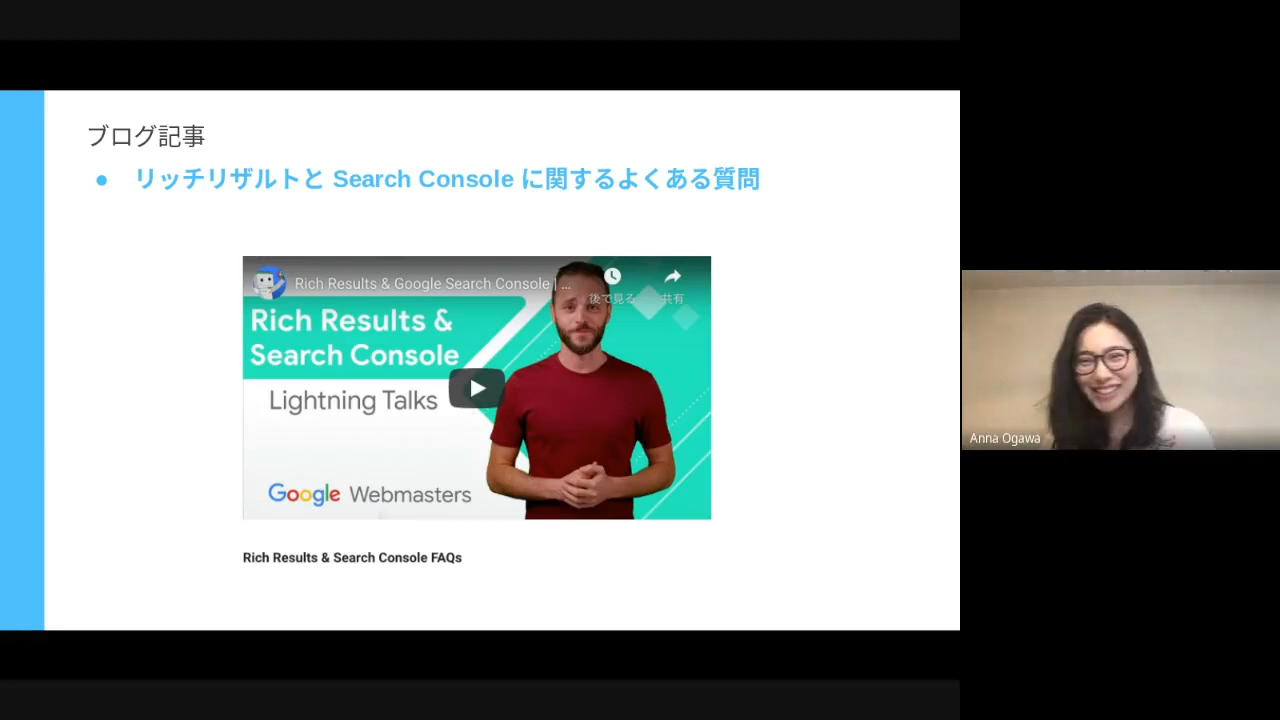 ブログ記事
● リッチリザルトと Search Console に関するよくある質問
Rich Results & Google Search Console | ...
後で見る 共有
Rich Results &
Search Console
Lightning Talks
Google Webmasters
Rich Results & Search Console FAQs
Anna Ogawa